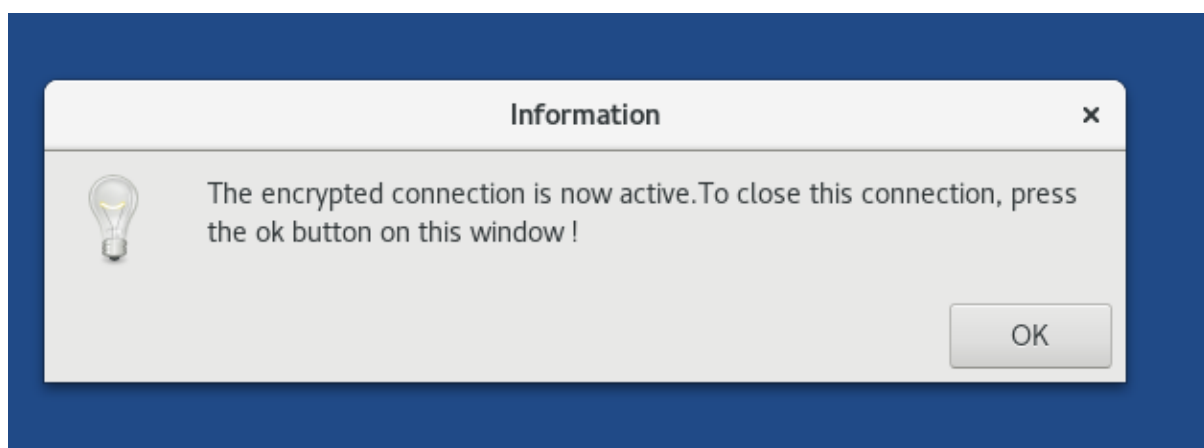 Information
The encrypted connection is now active.To close this connection, press
the ok button on this window !
OK